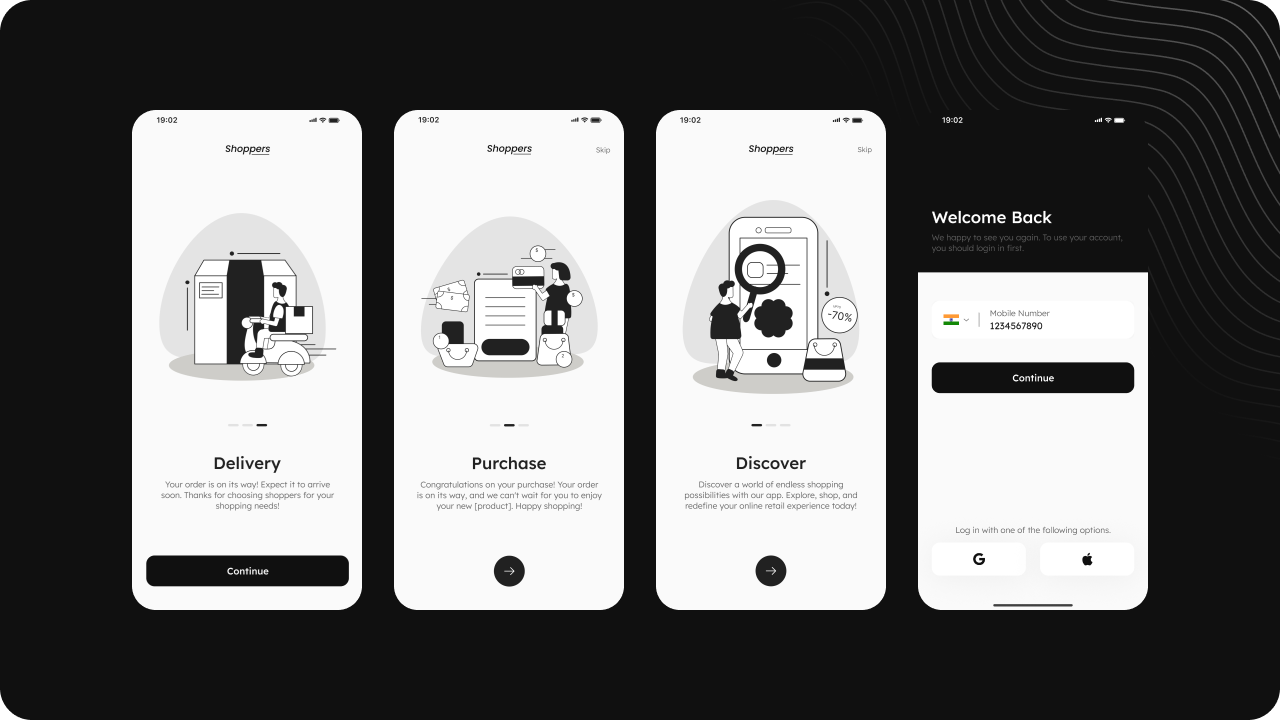 19:02
Shoppers
Delivery
Your order is on its way! Expect it to arrive
soon. Thanks for choosing shoppers for your
shopping needs!
Continue
19:02
Shoppers
Skip
$
$
$
Purchase
Congratulations on your purchase! Your order
is on its way, and we can't wait for you to enjoy
your new [product]. Happy shopping!
19:02
Shoppers
Skip
-70%
Discover
Discover a world of endless shopping
possibilities with our app. Explore, shop, and
redefine your online retail experience today!
19:02
Welcome Back
We happy to see you again. To use your account,
you should login in first.
Mobile Number
1234567890
Continue
Log in with one of the following options.
G